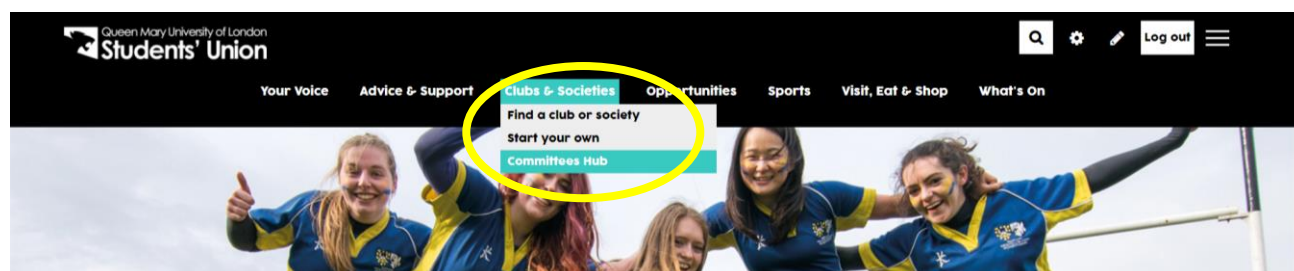 Queen Mary University of London
Students' Union
Log out
Your Voice Advice & Support Clubs & Societies Opportunities Sports Visit, Eat & Shop What's On
Find a club or society
Start your own
Committees Hub